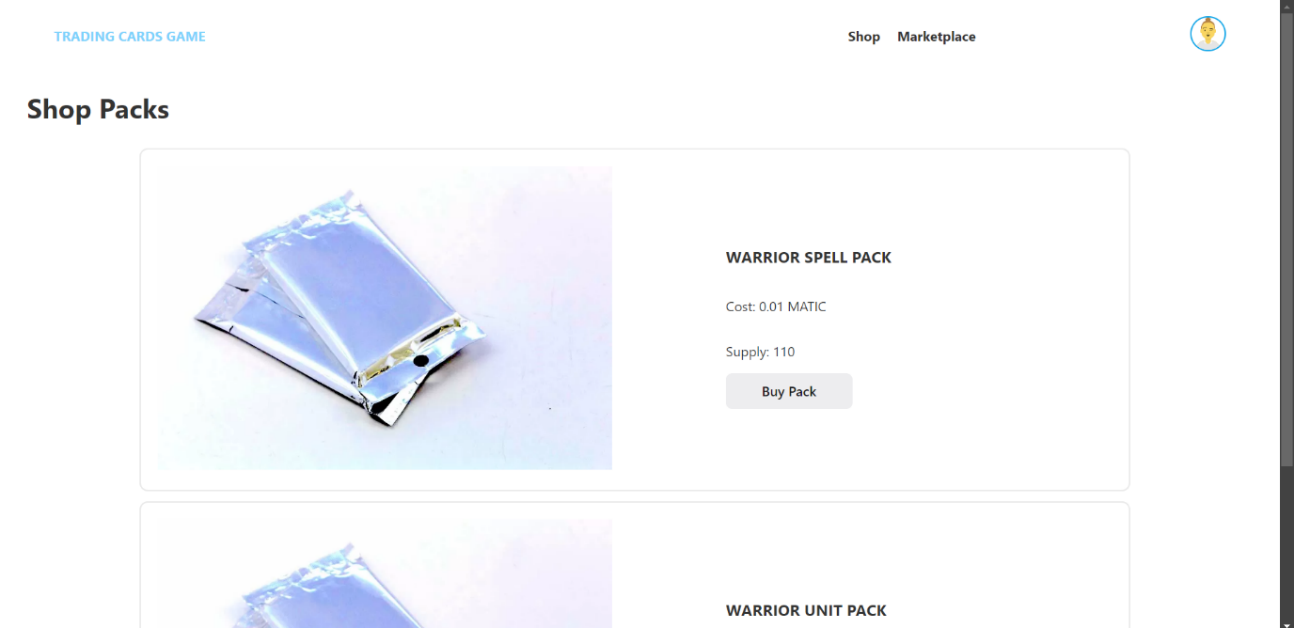 TRADING CARDS GAME
Shop Marketplace
Shop Packs
WARRIOR SPELL PACK
Cost: 0.01 MATIC
Supply: 110
Buy Pack
WARRIOR UNIT PACK